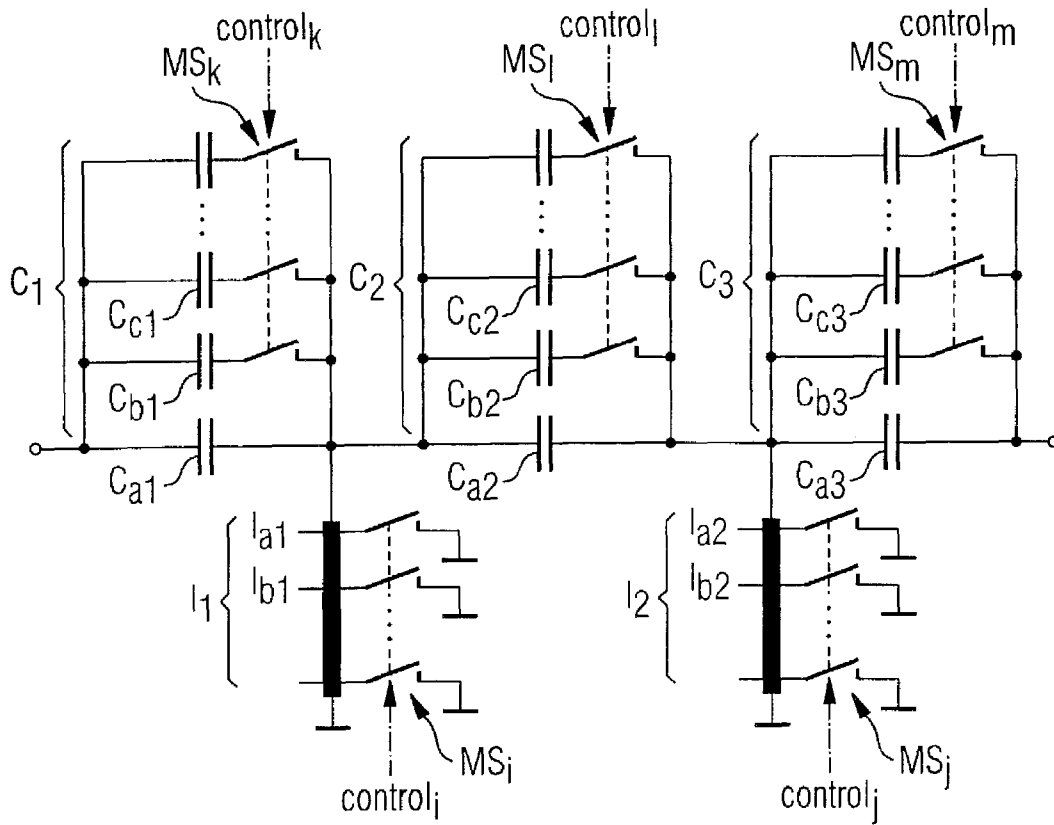 control_k
control_l
control_m
MS_k
MS_l
MS_m
C_1
C_2
C_3
C_c1
C_c2
C_c3
C_b1
C_b2
C_b3
C_a1
C_a2
C_a3
l_a1
l_a2
l_b1
l_b2
l_1
l_2
MS_i
MS_j
control_i
control_j